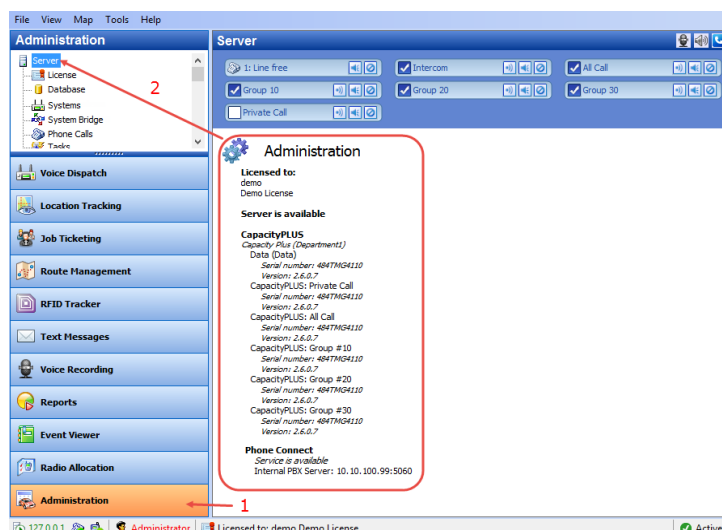 File View Map Tools Help
Administration
Server
License
Database
Systems
System Bridge
Phone Calls
Tasks
2
Voice Dispatch
Location Tracking
Job Ticketing
Route Management
RFID Tracker
Text Messages
Voice Recording
Reports
Event Viewer
Radio Allocation
Administration
1
Server
1: Line free
Intercom
All Call
Group 10
Group 20
Group 30
Private Call
Administration
Licensed to:
demo
Demo License
Server is available
CapacityPLUS
Capacity Plus (Department1)
Data (Data)
Serial number: 484TMG4110
Version: 2.6.0.7
CapacityPLUS: Private Call
Serial number: 484TMG4110
Version: 2.6.0.7
CapacityPLUS: All Call
Serial number: 484TMG4110
Version: 2.6.0.7
CapacityPLUS: Group #10
Serial number: 484TMG4110
Version: 2.6.0.7
CapacityPLUS: Group #20
Serial number: 484TMG4110
Version: 2.6.0.7
CapacityPLUS: Group #30
Serial number: 484TMG4110
Version: 2.6.0.7
Phone Connect
Service is available
Internal PBX Server: 10.10.100.99:5060
127.0.0.1 Administrator Licensed to: demo Demo License Active